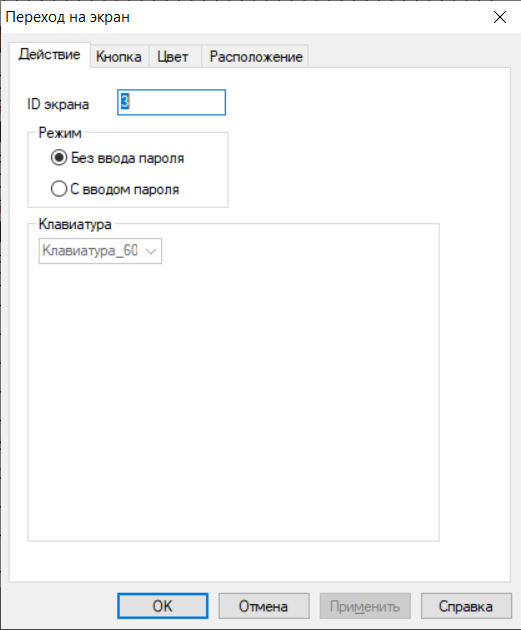 Переход на экран
Действие Кнопка Цвет Расположение
ID экрана 3
Режим
Без ввода пароля
С вводом пароля
Клавиатура
Клавиатура_60
OK Отмена Применить Справка